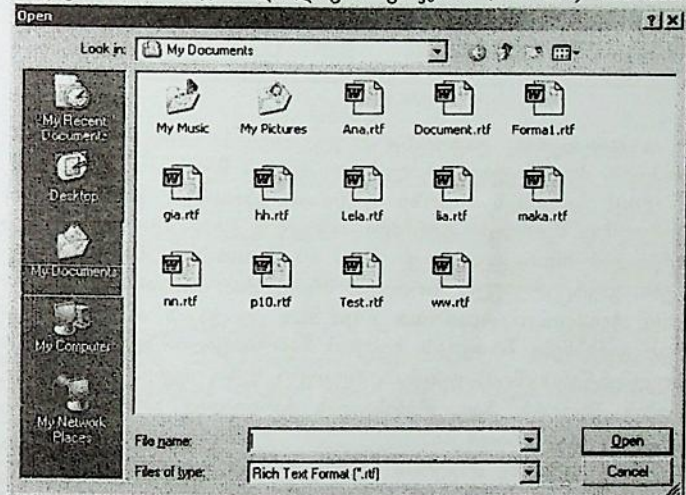 Open
Look in: My Documents
My Recent Documents
Desktop
My Documents
My Computer
My Network Places
My Music My Pictures Ana.rtf Document.rtf Forma1.rtf
gia.rtf hh.rtf Lela.rtf lia.rtf maka.rtf
nn.rtf p10.rtf Test.rtf ww.rtf
File name: Open
Files of type: Rich Text Format (*.rtf) Cancel